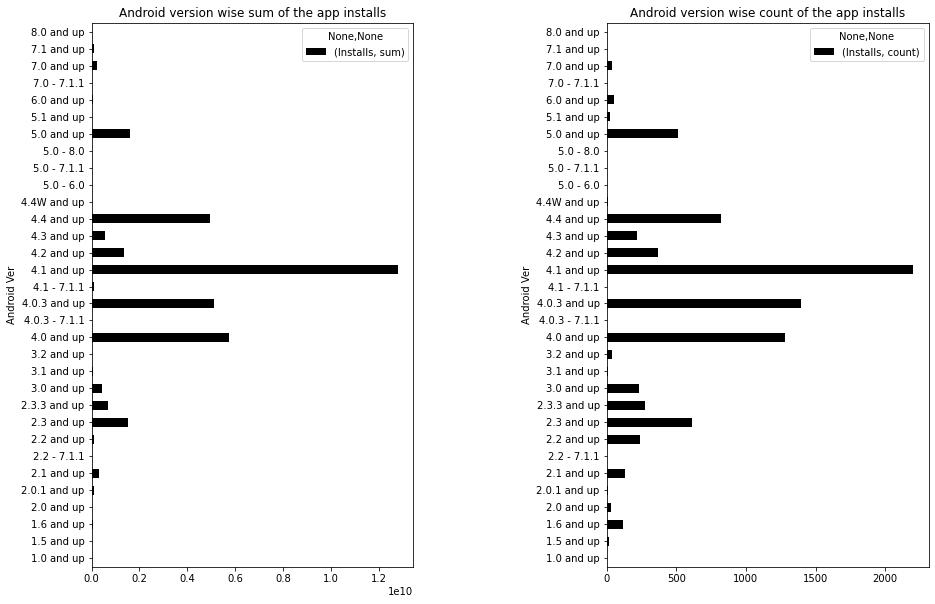 Android version wise sum of the app installs
None,None
(Installs, sum)
Android Ver
8.0 and up
7.1 and up
7.0 and up
7.0 - 7.1.1
6.0 and up
5.1 and up
5.0 and up
5.0 - 8.0
5.0 - 7.1.1
5.0 - 6.0
4.4W and up
4.4 and up
4.3 and up
4.2 and up
4.1 and up
4.1 - 7.1.1
4.0.3 and up
4.0.3 - 7.1.1
4.0 and up
3.2 and up
3.1 and up
3.0 and up
2.3.3 and up
2.3 and up
2.2 and up
2.2 - 7.1.1
2.1 and up
2.0.1 and up
2.0 and up
1.6 and up
1.5 and up
1.0 and up
0.0 0.2 0.4 0.6 0.8 1.0 1.2
1e10
Android version wise count of the app installs
None,None
(Installs, count)
Android Ver
8.0 and up
7.1 and up
7.0 and up
7.0 - 7.1.1
6.0 and up
5.1 and up
5.0 and up
5.0 - 8.0
5.0 - 7.1.1
5.0 - 6.0
4.4W and up
4.4 and up
4.3 and up
4.2 and up
4.1 and up
4.1 - 7.1.1
4.0.3 and up
4.0.3 - 7.1.1
4.0 and up
3.2 and up
3.1 and up
3.0 and up
2.3.3 and up
2.3 and up
2.2 and up
2.2 - 7.1.1
2.1 and up
2.0.1 and up
2.0 and up
1.6 and up
1.5 and up
1.0 and up
0 500 1000 1500 2000